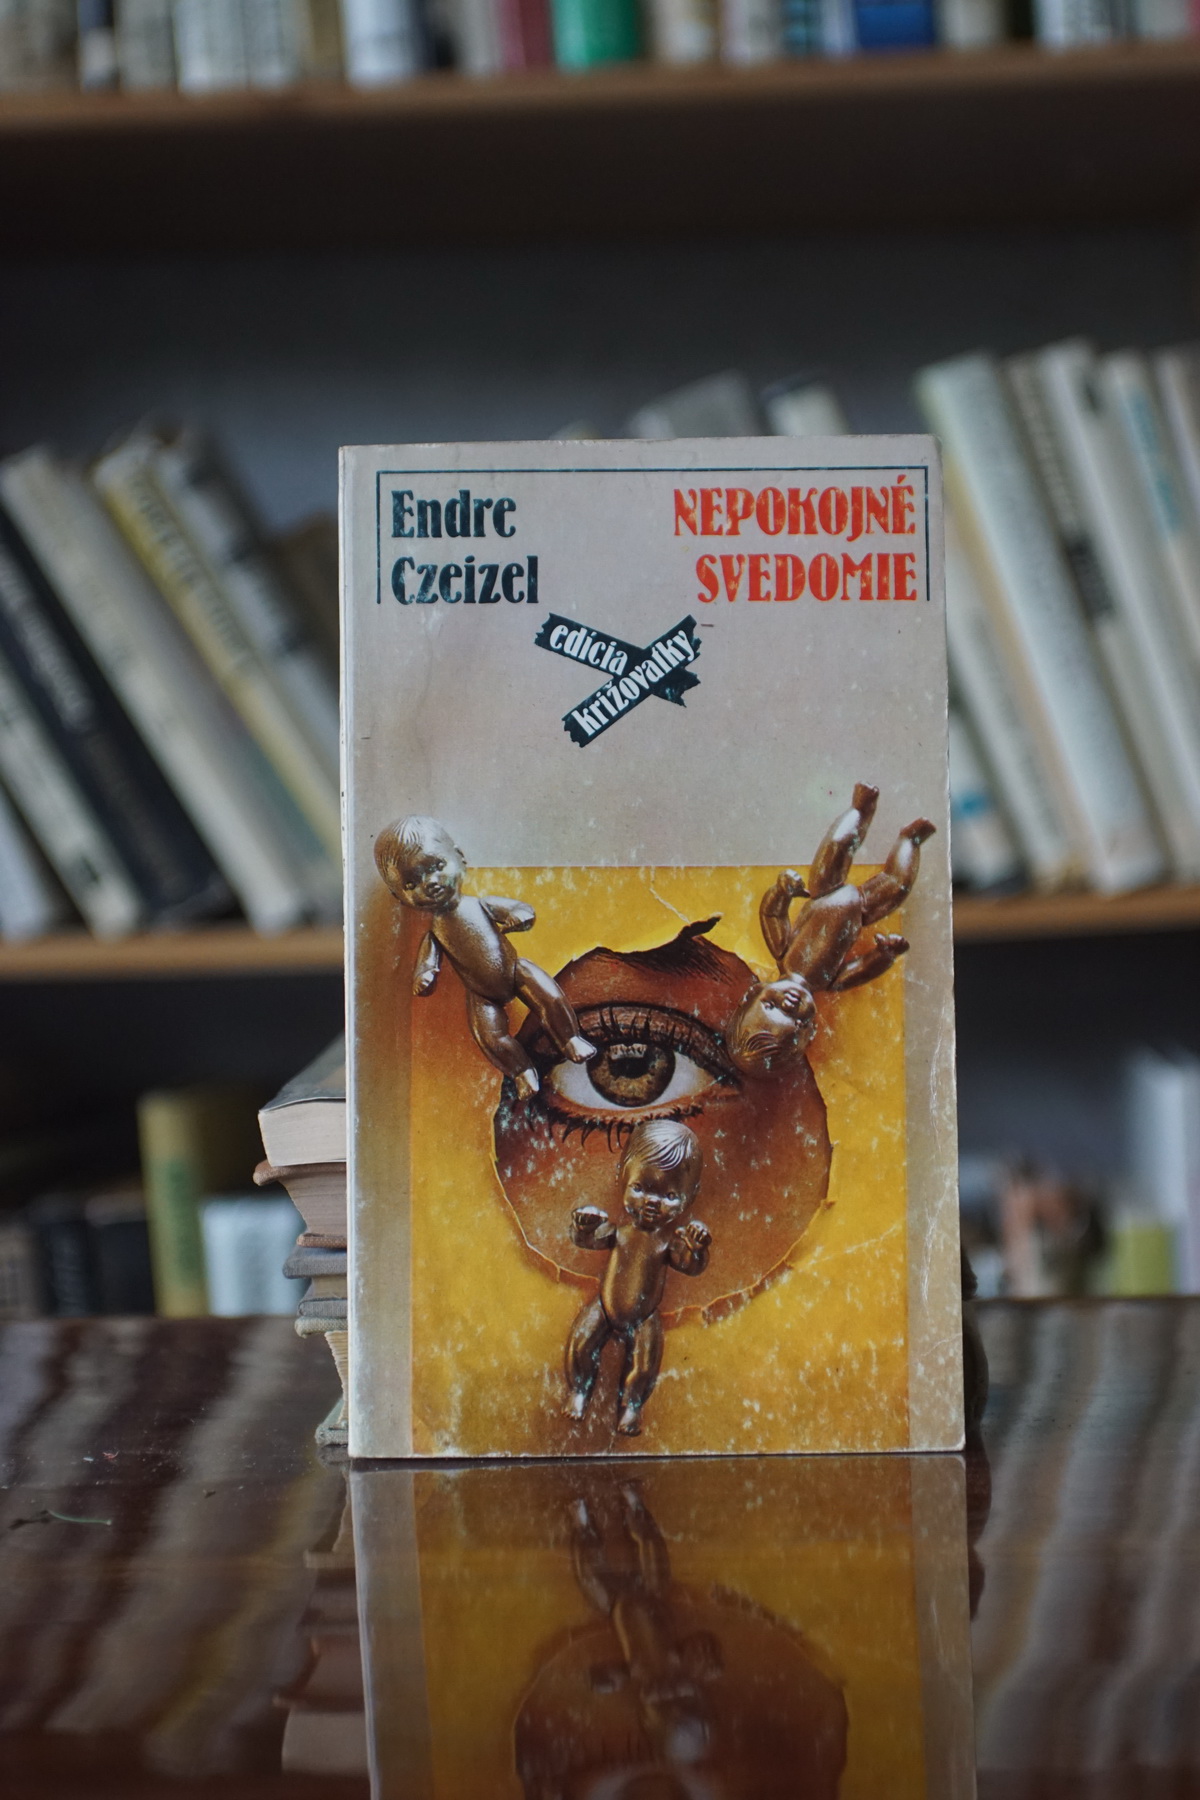 Endre
Czeizel
NEPOKOJNÉ
SVEDOMIE
edícia
križovatky